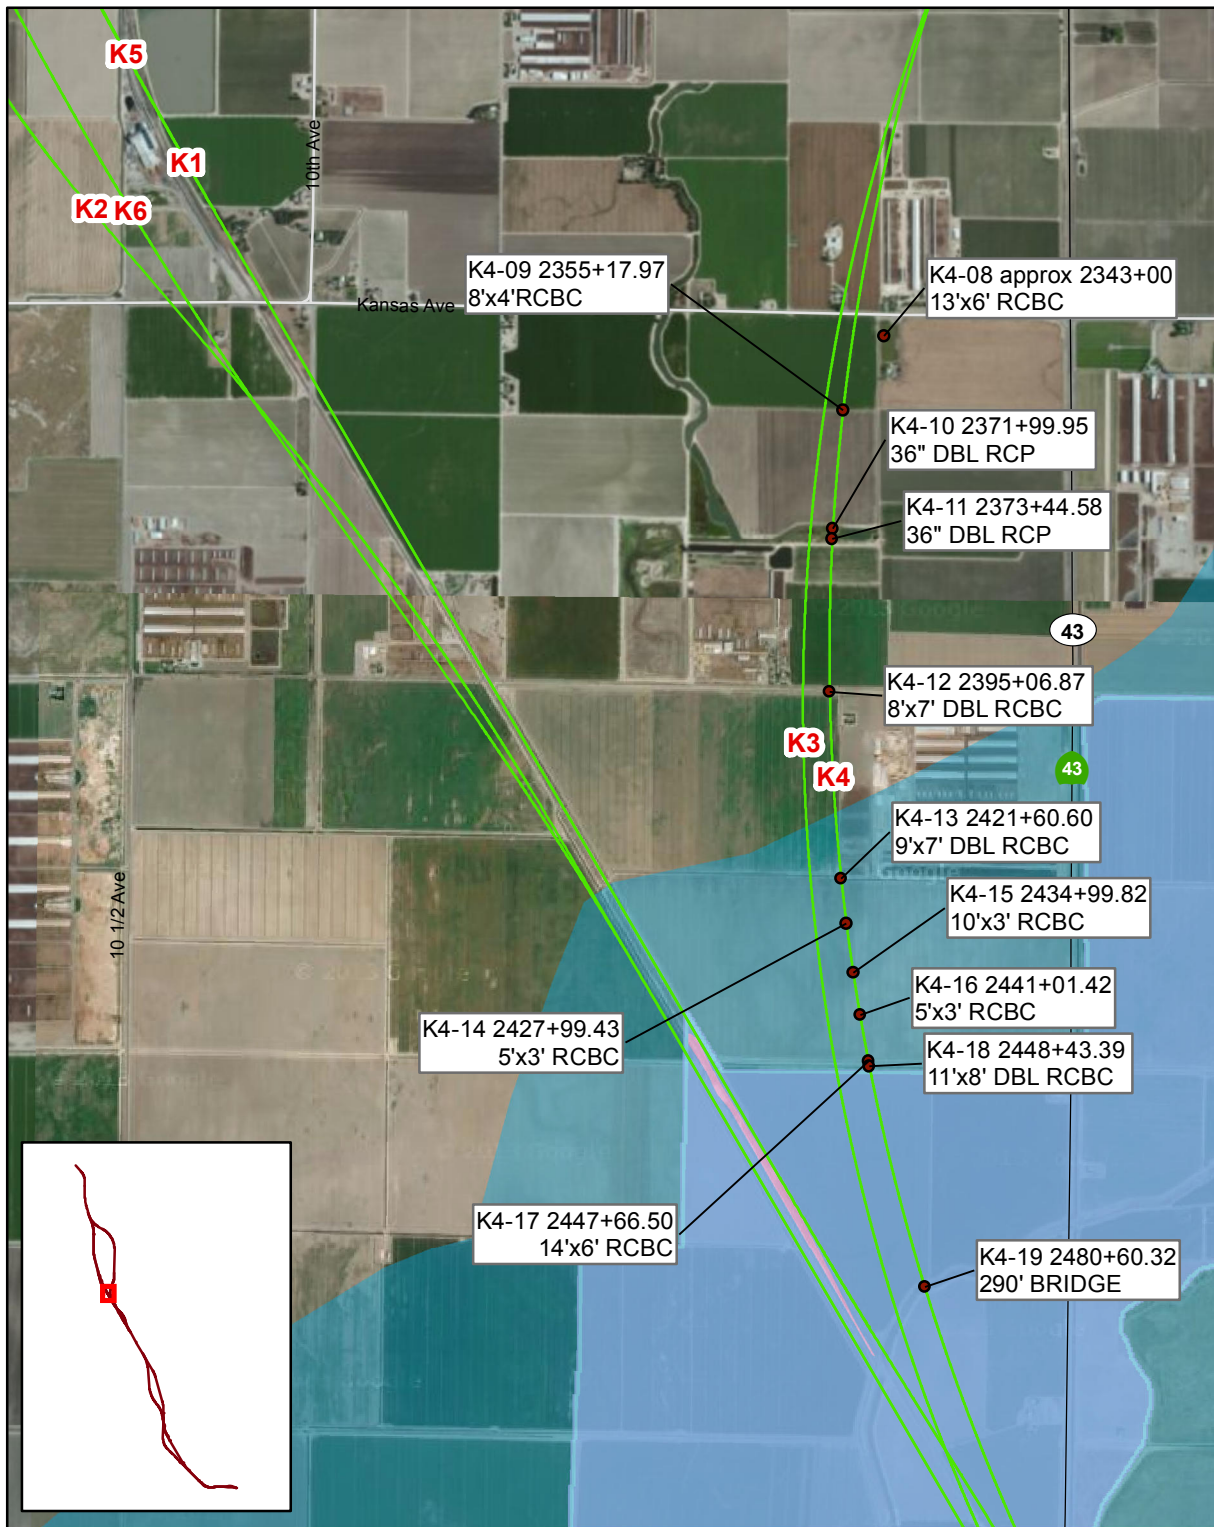 K5
K1
K2
K6
10th Ave
Kansas Ave
K4-09 2355+17.97
8'x4'RCBC
K4-08 approx 2343+00
13'x6' RCBC
K4-10 2371+99.95
36" DBL RCP
K4-11 2373+44.58
36" DBL RCP
43
K4-12 2395+06.87
8'x7' DBL RCBC
K3
K4
43
K4-13 2421+60.60
9'x7' DBL RCBC
10 1/2 Ave
K4-15 2434+99.82
10'x3' RCBC
K4-14 2427+99.43
5'x3' RCBC
K4-16 2441+01.42
5'x3' RCBC
K4-18 2448+43.39
11'x8' DBL RCBC
K4-17 2447+66.50
14'x6' RCBC
K4-19 2480+60.32
290' BRIDGE